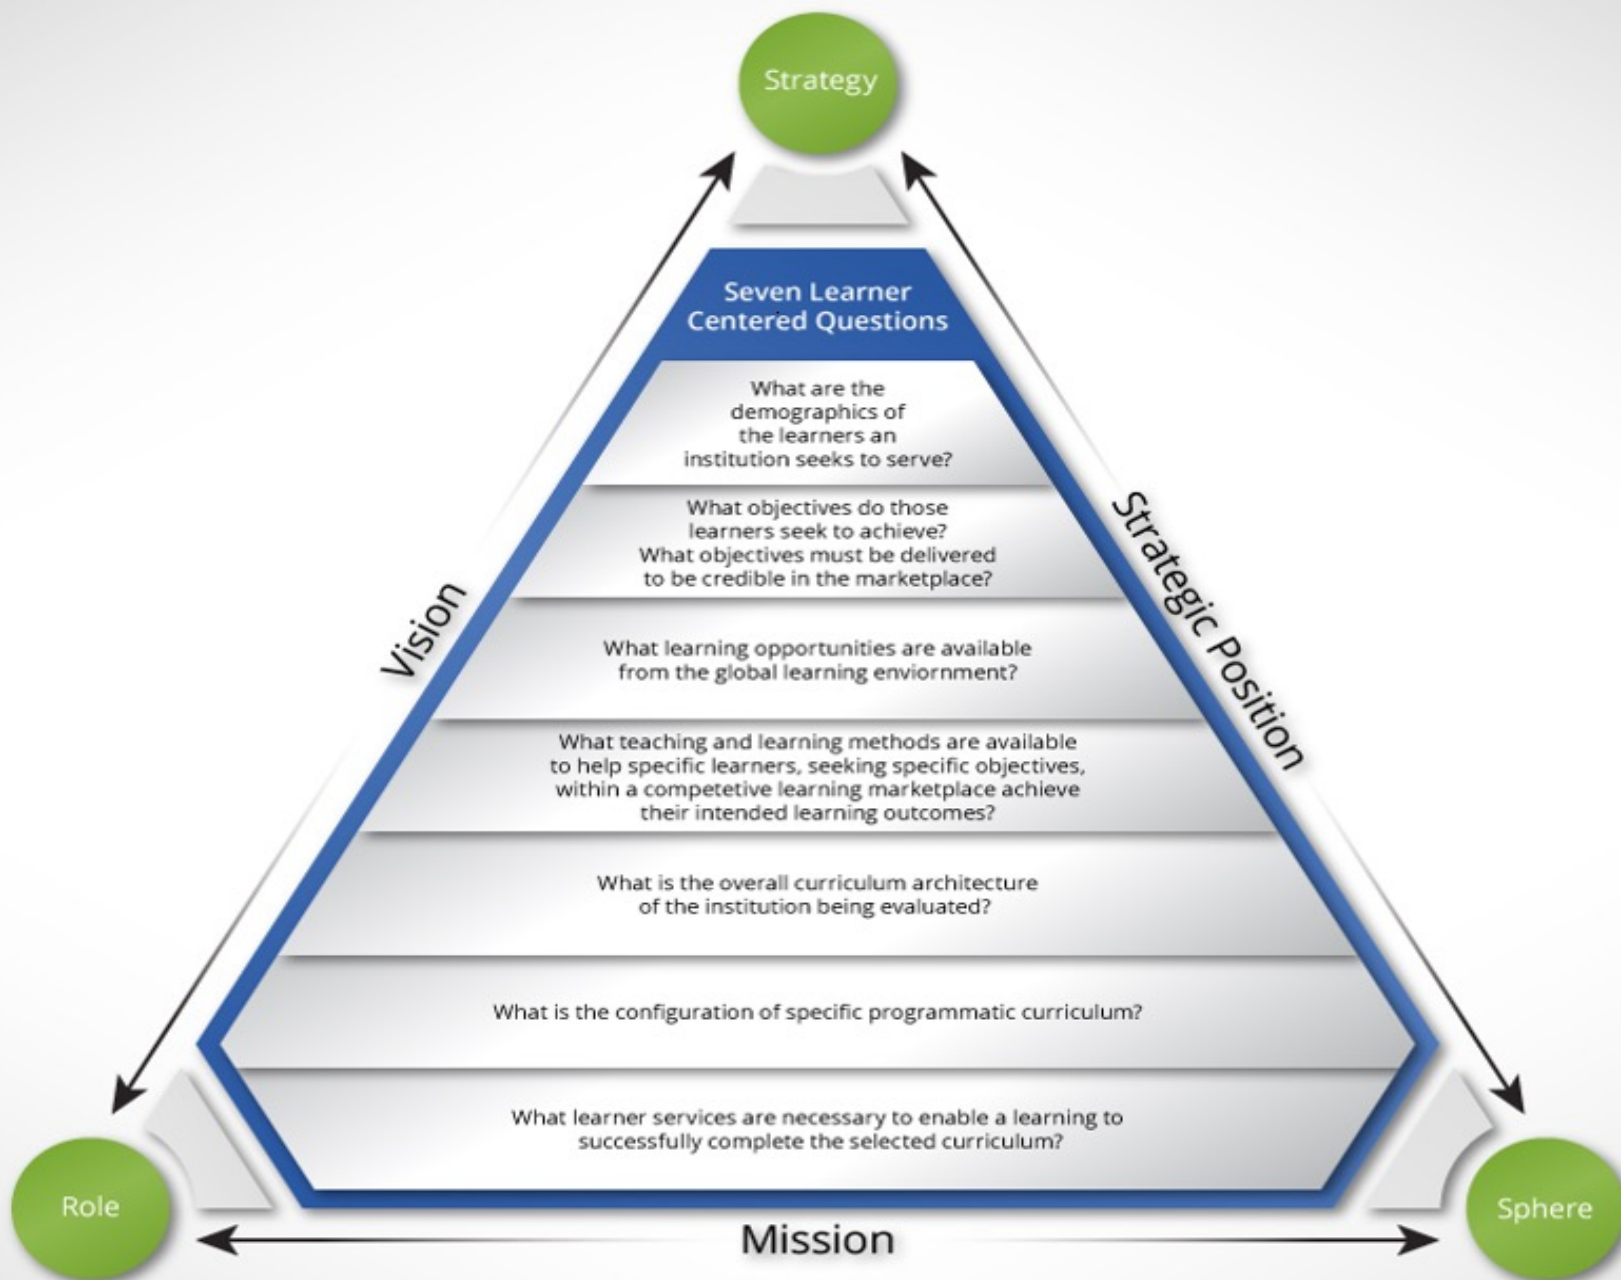 Strategy
Seven Learner
Centered Questions
What are the
demographics of
the learners an
institution seeks to serve?
What objectives do those
learners seek to achieve?
What objectives must be delivered
to be credible in the marketplace?
What learning opportunities are available
from the global learning enviornment?
What teaching and learning methods are available
to help specific learners, seeking specific objectives,
within a competetive learning marketplace achieve
their intended learning outcomes?
What is the overall curriculum architecture
of the institution being evaluated?
What is the configuration of specific programmatic curriculum?
What learner services are necessary to enable a learning to
successfully complete the selected curriculum?
Vision
Strategic Position
Role
Mission
Sphere